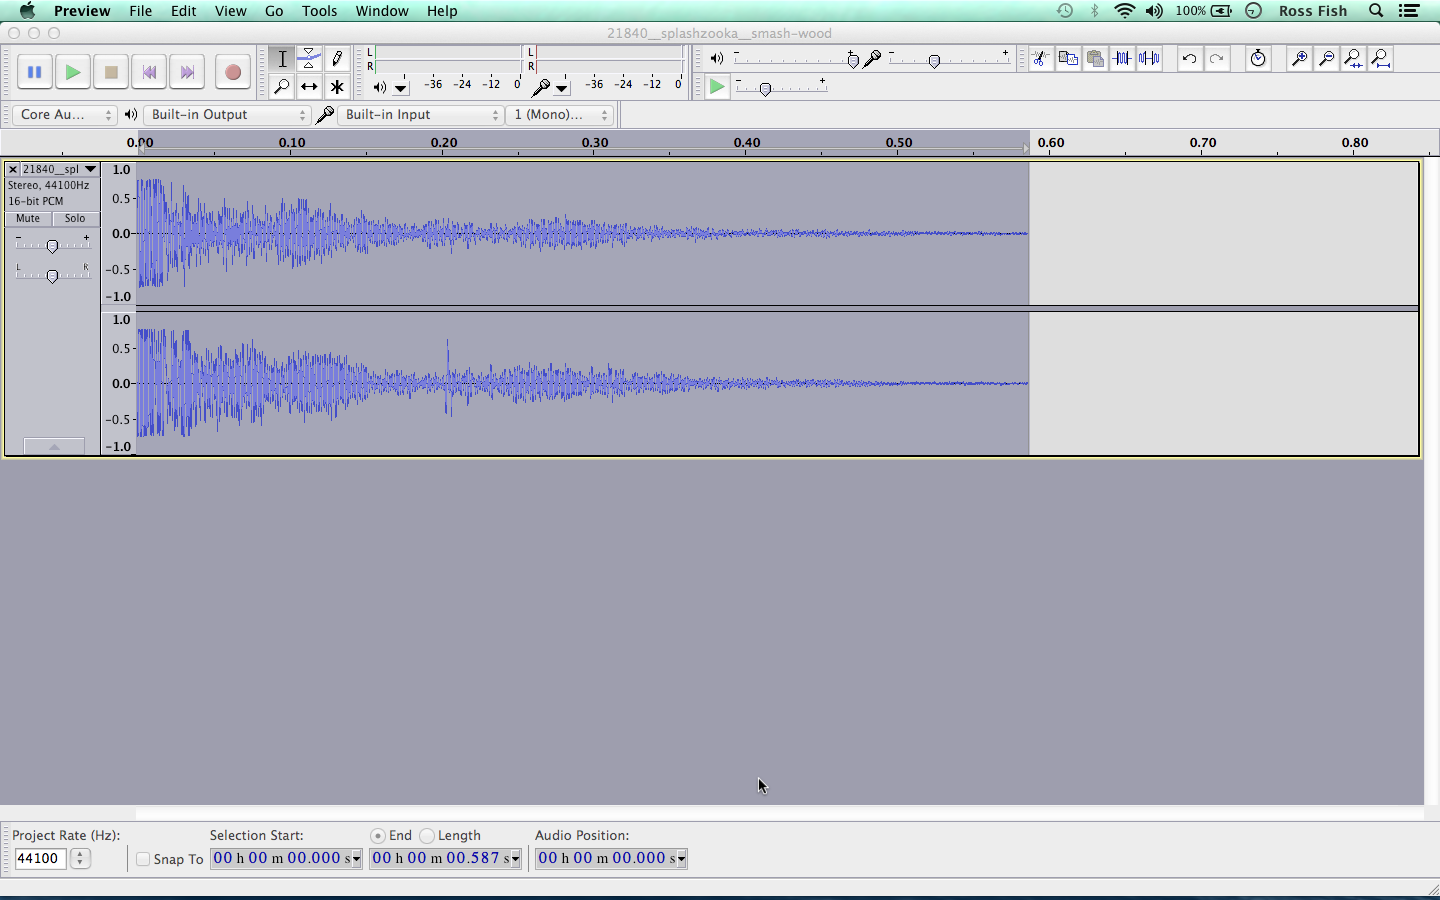 Preview File Edit View Go Tools Window Help 100% Ross Fish
21840__splashzooka__smash-wood
L L
R R
-36 -24 -12 0 -36 -24 -12 0
Core Au... Built-in Output Built-in Input 1 (Mono)...
0.00 0.10 0.20 0.30 0.40 0.50 0.60 0.70 0.80
21840__spl
Stereo, 44100Hz
16-bit PCM
Mute Solo
- +
L R
1.0
0.5-
0.0-
-0.5-
-1.0
1.0
0.5-
0.0-
-0.5-
-1.0
Project Rate (Hz): Selection Start: End Length Audio Position:
44100 Snap To 00 h 00 m 00.000 s 00 h 00 m 00.587 s 00 h 00 m 00.000 s